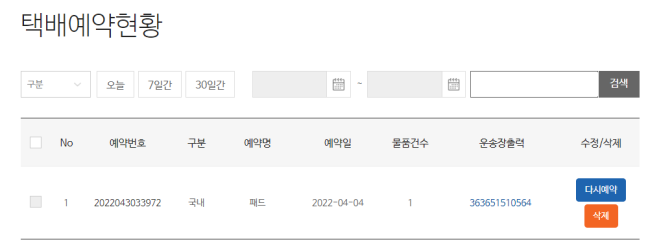 택배예약현황
구분 오늘 7일간 30일간 ~ 검색
No 예약번호 구분 예약명 예약일 물품건수 운송장출력 수정/삭제
1 2022043033972 국내 패드 2022-04-04 1 363651510564 다시예약
삭제